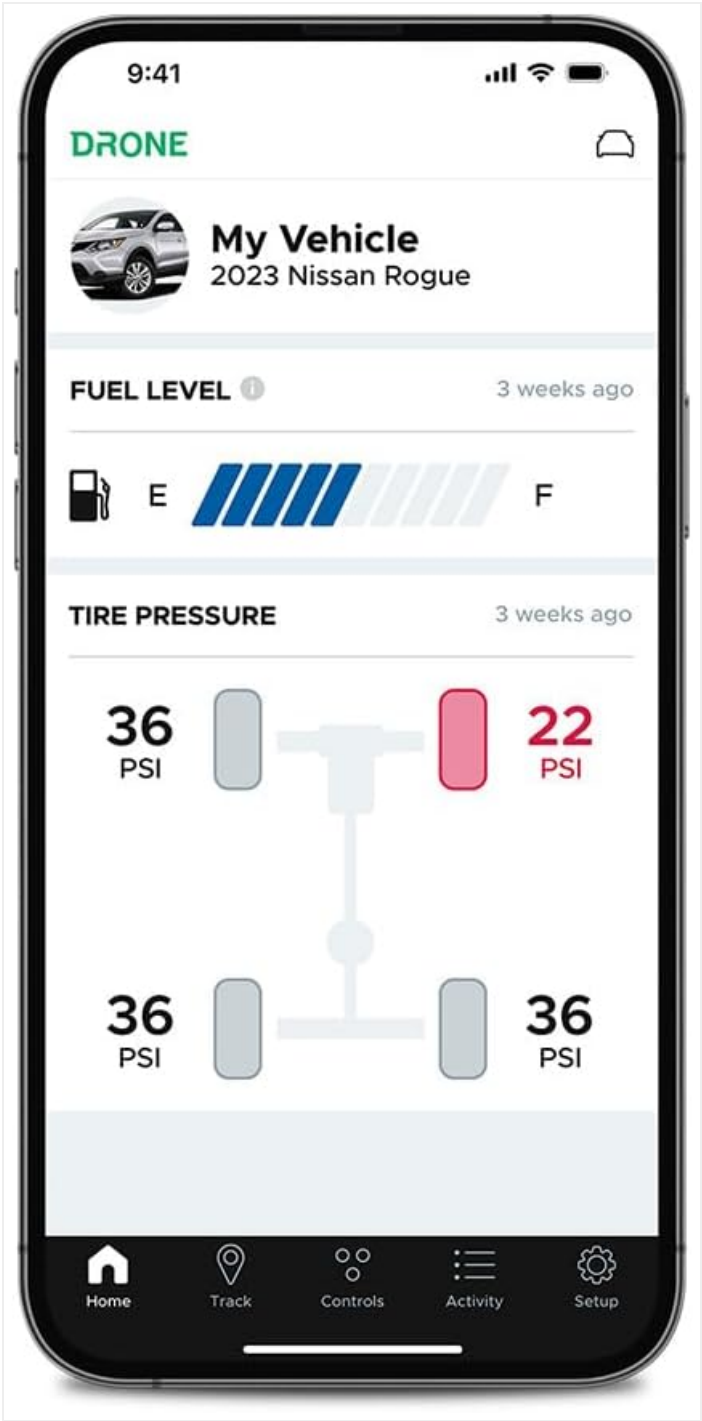 9:41
DRONE
My Vehicle
2023 Nissan Rogue
FUEL LEVEL i 3 weeks ago
E F
TIRE PRESSURE 3 weeks ago
36 22
PSI PSI
36 36
PSI PSI
Home Track Controls Activity Setup